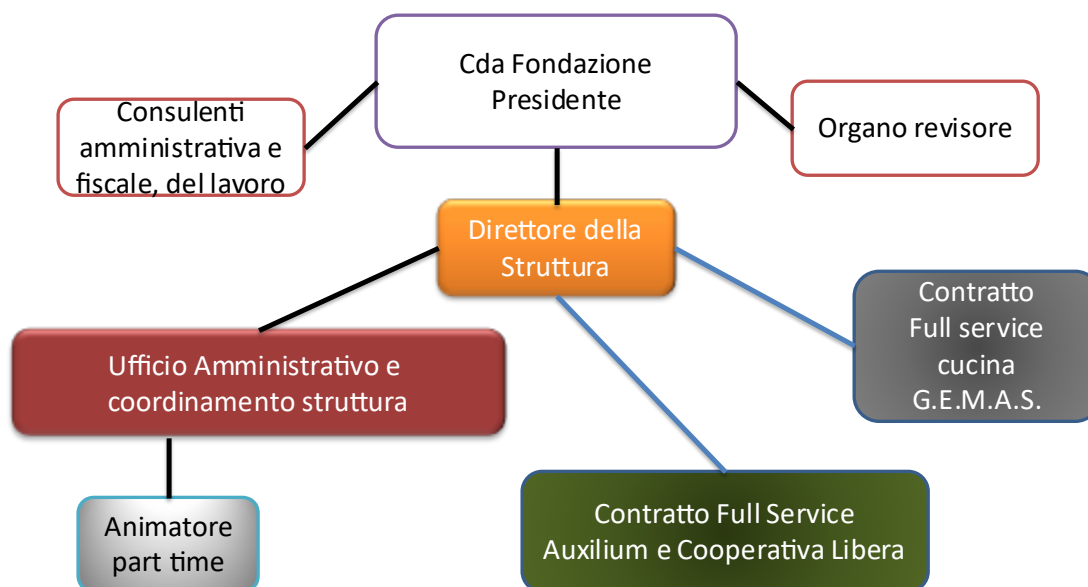 Cda Fondazione
Presidente
Consulenti
amministrativa e
fiscale, del lavoro
Organo revisore
Direttore della
Struttura
Contratto
Full service
cucina
G.E.M.A.S.
Ufficio Amministrativo e
coordinamento struttura
Contratto Full Service
Auxilium e Cooperativa Libera
Animatore
part time